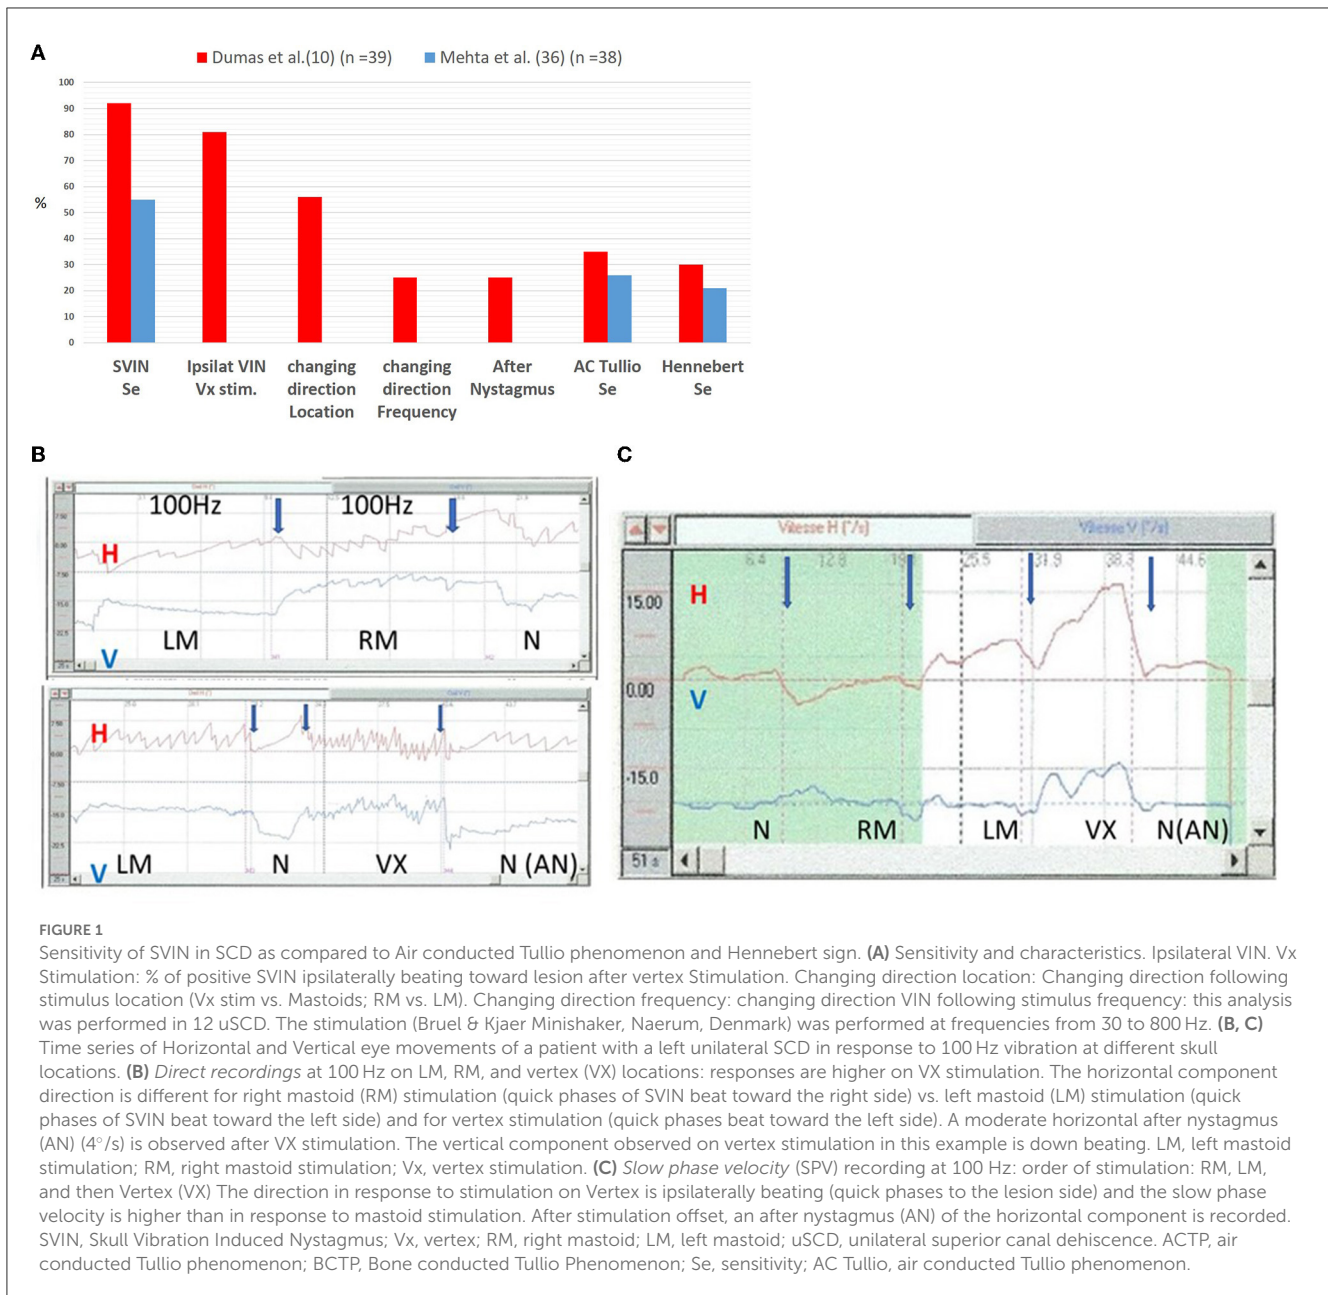 A
Dumas et al.(10) (n =39) Mehta et al. (36) (n =38)
100
90
80
70
60
50
40
30
20
10
0
%
SVIN Se
Ipsilat VIN Vx stim.
changing direction Location
changing direction Frequency
After Nystagmus
AC Tullio Se
Hennebert Se
B
100Hz 100Hz
H
LM RM N
V
H
LM N VX N (AN)
V
C
Vitesse H [°/s] Vitesse V [°/s]
6.4 12.8 25.5 31.9 38.3 44.6
H
15.00
0.00
V
-15.0
N RM LM VX N(AN)
51 s
FIGURE 1
Sensitivity of SVIN in SCD as compared to Air conducted Tullio phenomenon and Hennebert sign. (A) Sensitivity and characteristics. Ipsilateral VIN. Vx
Stimulation: % of positive SVIN ipsilaterally beating toward lesion after vertex Stimulation. Changing direction location: Changing direction following
stimulus location (Vx stim vs. Mastoids; RM vs. LM). Changing direction frequency: changing direction VIN following stimulus frequency: this analysis
was performed in 12 uSCD. The stimulation (Bruel & Kjaer Minishaker, Naerum, Denmark) was performed at frequencies from 30 to 800 Hz. (B, C)
Time series of Horizontal and Vertical eye movements of a patient with a left unilateral SCD in response to 100 Hz vibration at different skull
locations. (B) Direct recordings at 100 Hz on LM, RM, and vertex (VX) locations: responses are higher on VX stimulation. The horizontal component
direction is different for right mastoid (RM) stimulation (quick phases of SVIN beat toward the right side) vs. left mastoid (LM) stimulation (quick
phases of SVIN beat toward the left side) and for vertex stimulation (quick phases beat toward the left side). A moderate horizontal after nystagmus
(AN) (4°/s) is observed after VX stimulation. The vertical component observed on vertex stimulation in this example is down beating. LM, left mastoid
stimulation; RM, right mastoid stimulation; Vx, vertex stimulation. (C) Slow phase velocity (SPV) recording at 100 Hz: order of stimulation: RM, LM,
and then Vertex (VX) The direction in response to stimulation on Vertex is ipsilaterally beating (quick phases to the lesion side) and the slow phase
velocity is higher than in response to mastoid stimulation. After stimulation offset, an after nystagmus (AN) of the horizontal component is recorded.
SVIN, Skull Vibration Induced Nystagmus; Vx, vertex; RM, right mastoid; LM, left mastoid; uSCD, unilateral superior canal dehiscence. ACTP, air
conducted Tullio phenomenon; BCTP, Bone conducted Tullio Phenomenon; Se, sensitivity; AC Tullio, air conducted Tullio phenomenon.